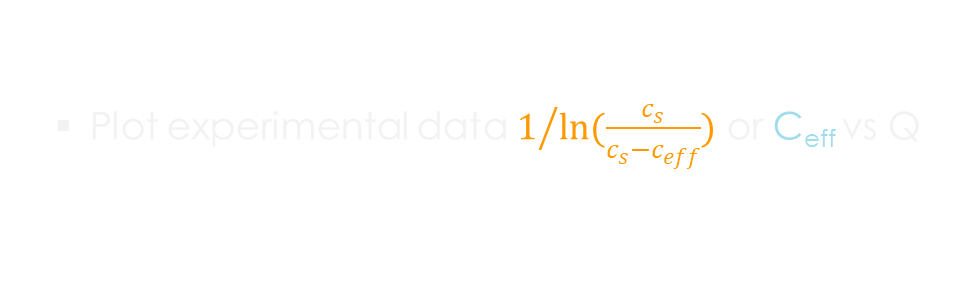 ▪ Plot experimental data 1/ln(c_s/(c_s−c_eff)) or C_eff vs Q